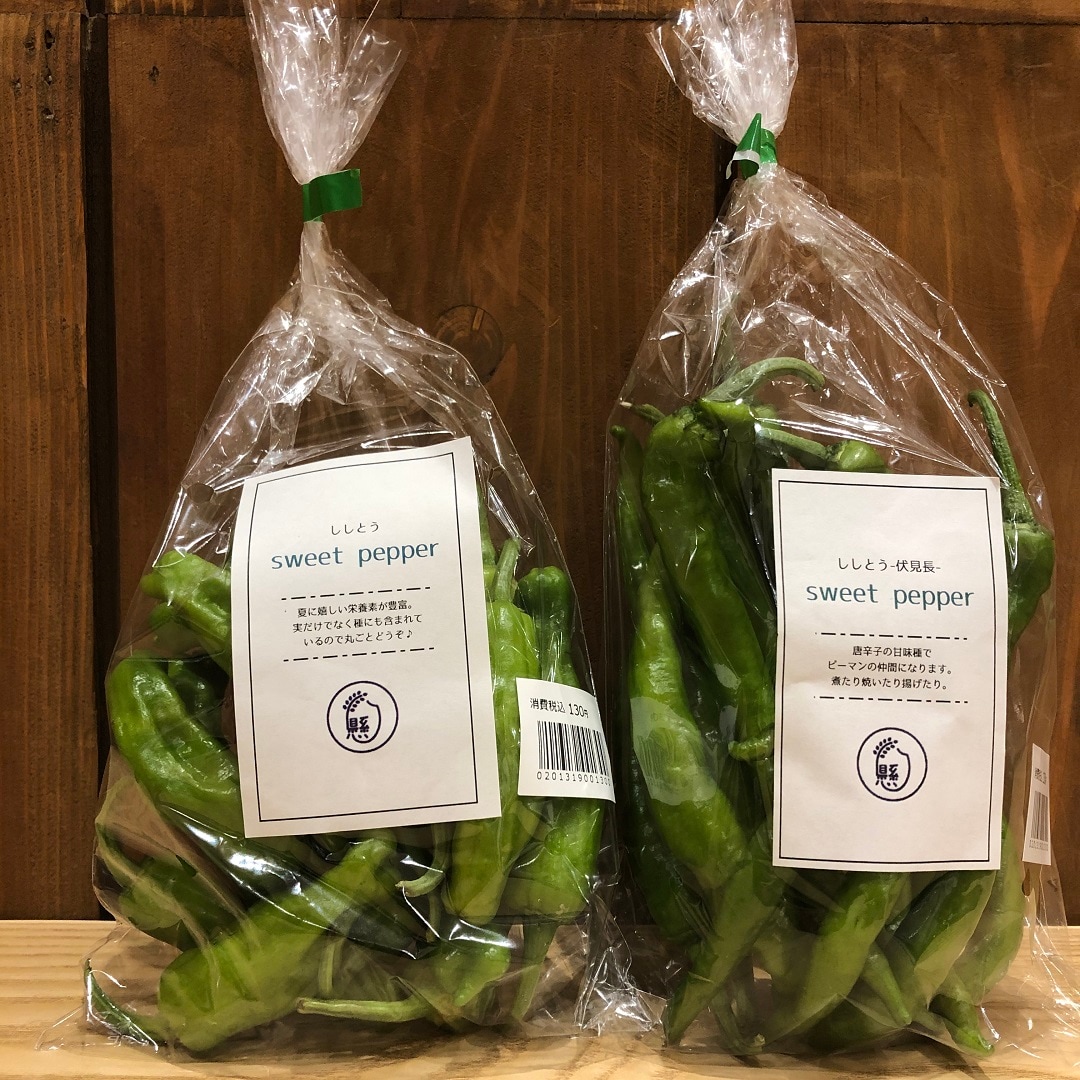 ししとう
sweet pepper
夏に嬉しい栄養素が豊富。
実だけでなく種にも含まれて
いるので丸ごとどうぞ♪
懸
消費税込 130円
ししとう-伏見長-
sweet pepper
唐辛子の甘味種で
ピーマンの仲間になります。
煮たり焼いたり揚げたり。
懸